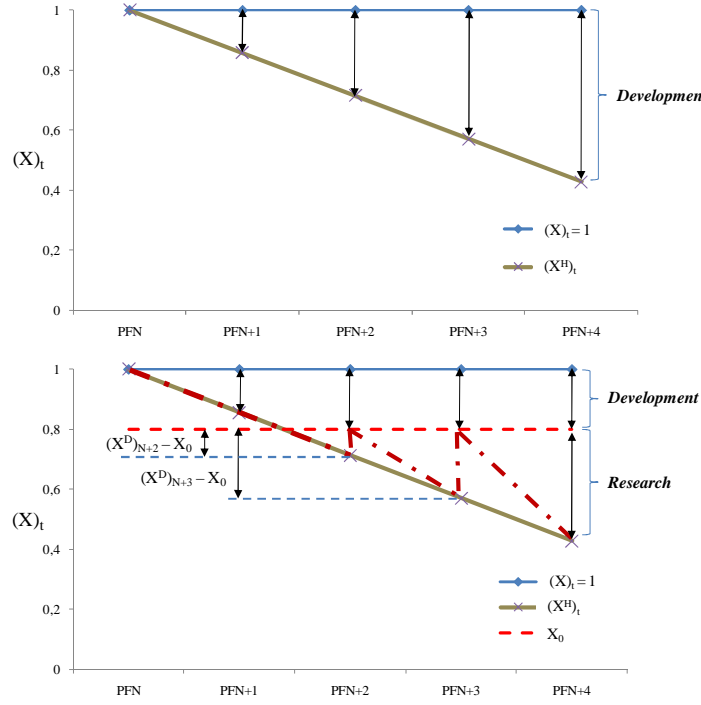 1
0,8
0,6
0,4
0,2
0
(X)ₜ
Developmen
(X)ₜ = 1
(Xᴴ)ₜ
PFN PFN+1 PFN+2 PFN+3 PFN+4
1
0,8
0,6
0,4
0,2
0
(X)ₜ
Development
(Xᴰ)N+2 – X₀
(Xᴰ)N+3 – X₀
Research
(X)ₜ = 1
(Xᴴ)ₜ
X₀
PFN PFN+1 PFN+2 PFN+3 PFN+4